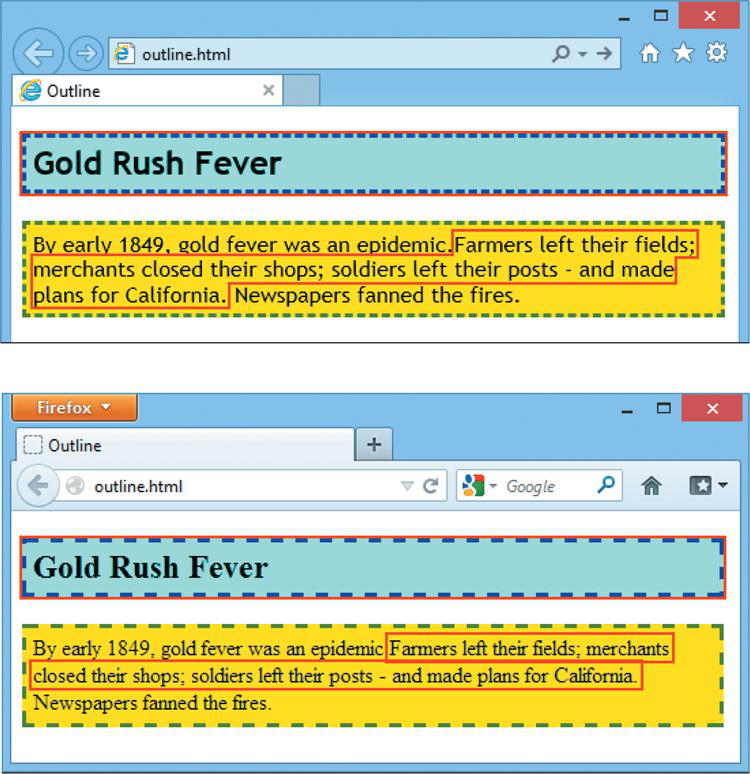 outline.html
Outline
Gold Rush Fever
By early 1849, gold fever was an epidemic. Farmers left their fields;
merchants closed their shops; soldiers left their posts - and made
plans for California. Newspapers fanned the fires.
Firefox
Outline
outline.html
Google
Gold Rush Fever
By early 1849, gold fever was an epidemic Farmers left their fields; merchants
closed their shops; soldiers left their posts - and made plans for California.
Newspapers fanned the fires.